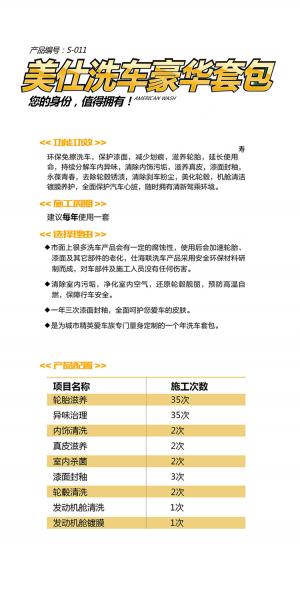 产品编号：S-011
美仕洗车豪华套包
您的身份，值得拥有！AMERICAN WASH
<< 功能功效 >>
寿
环保免擦洗车，保护漆面，减少划痕，滋养轮胎，延长使用
命，持续分解车内异味，清除内饰污垢，滋养真皮，漆面封釉，
永葆青春，去除轮毂锈渍，清除刹车粉尘，美化轮毂，机舱清洁
镀膜养护，全面保护汽车心脏，随时拥有清新驾乘环境。
<< 施工周期 >>
建议每年使用一套
<< 选择理由 >>
◆市面上很多洗车产品会有一定的腐蚀性，使用后会加速轮胎、
漆面及其它部件的老化，仕海联洗车产品采用安全环保材料研
制而成，对车部件及施工人员没有任何伤害。
◆清除室内污垢，净化室内空气，还原轮毂靓丽，预防高温自
燃，保障行车安全。
◆一年三次漆面封釉，全面呵护您爱车的皮肤。
◆是为城市精英爱车族专门量身定制的一个年洗车套包。
<< 产品配置 >>
项目名称 施工次数
轮胎滋养 35次
异味治理 35次
内饰清洗 2次
真皮滋养 2次
室内杀菌 2次
漆面封釉 3次
轮毂清洗 2次
发动机舱清洗 1次
发动机舱镀膜 1次